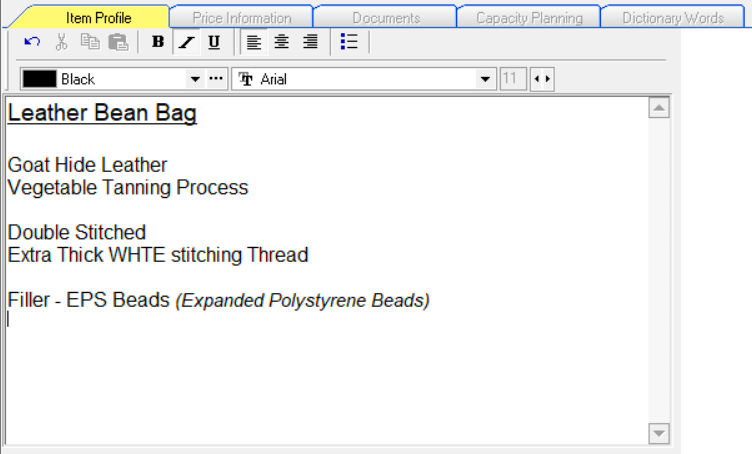 Item Profile
Price Information
Documents
Capacity Planning
Dictionary Words
B I U
Black
Arial
11
Leather Bean Bag
Goat Hide Leather
Vegetable Tanning Process
Double Stitched
Extra Thick WHTE stitching Thread
Filler - EPS Beads (Expanded Polystyrene Beads)